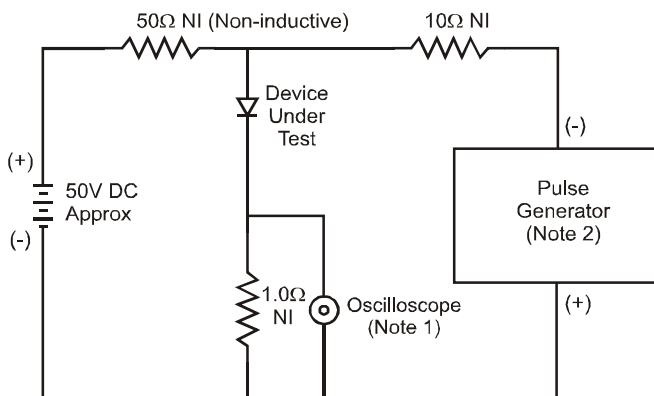 50Ω NI (Non-inductive)
10Ω NI
Device
Under
Test
(-)
(+)
50V DC
Approx
(-)
Pulse
Generator
(Note 2)
1.0Ω
NI
Oscilloscope
(Note 1)
(+)